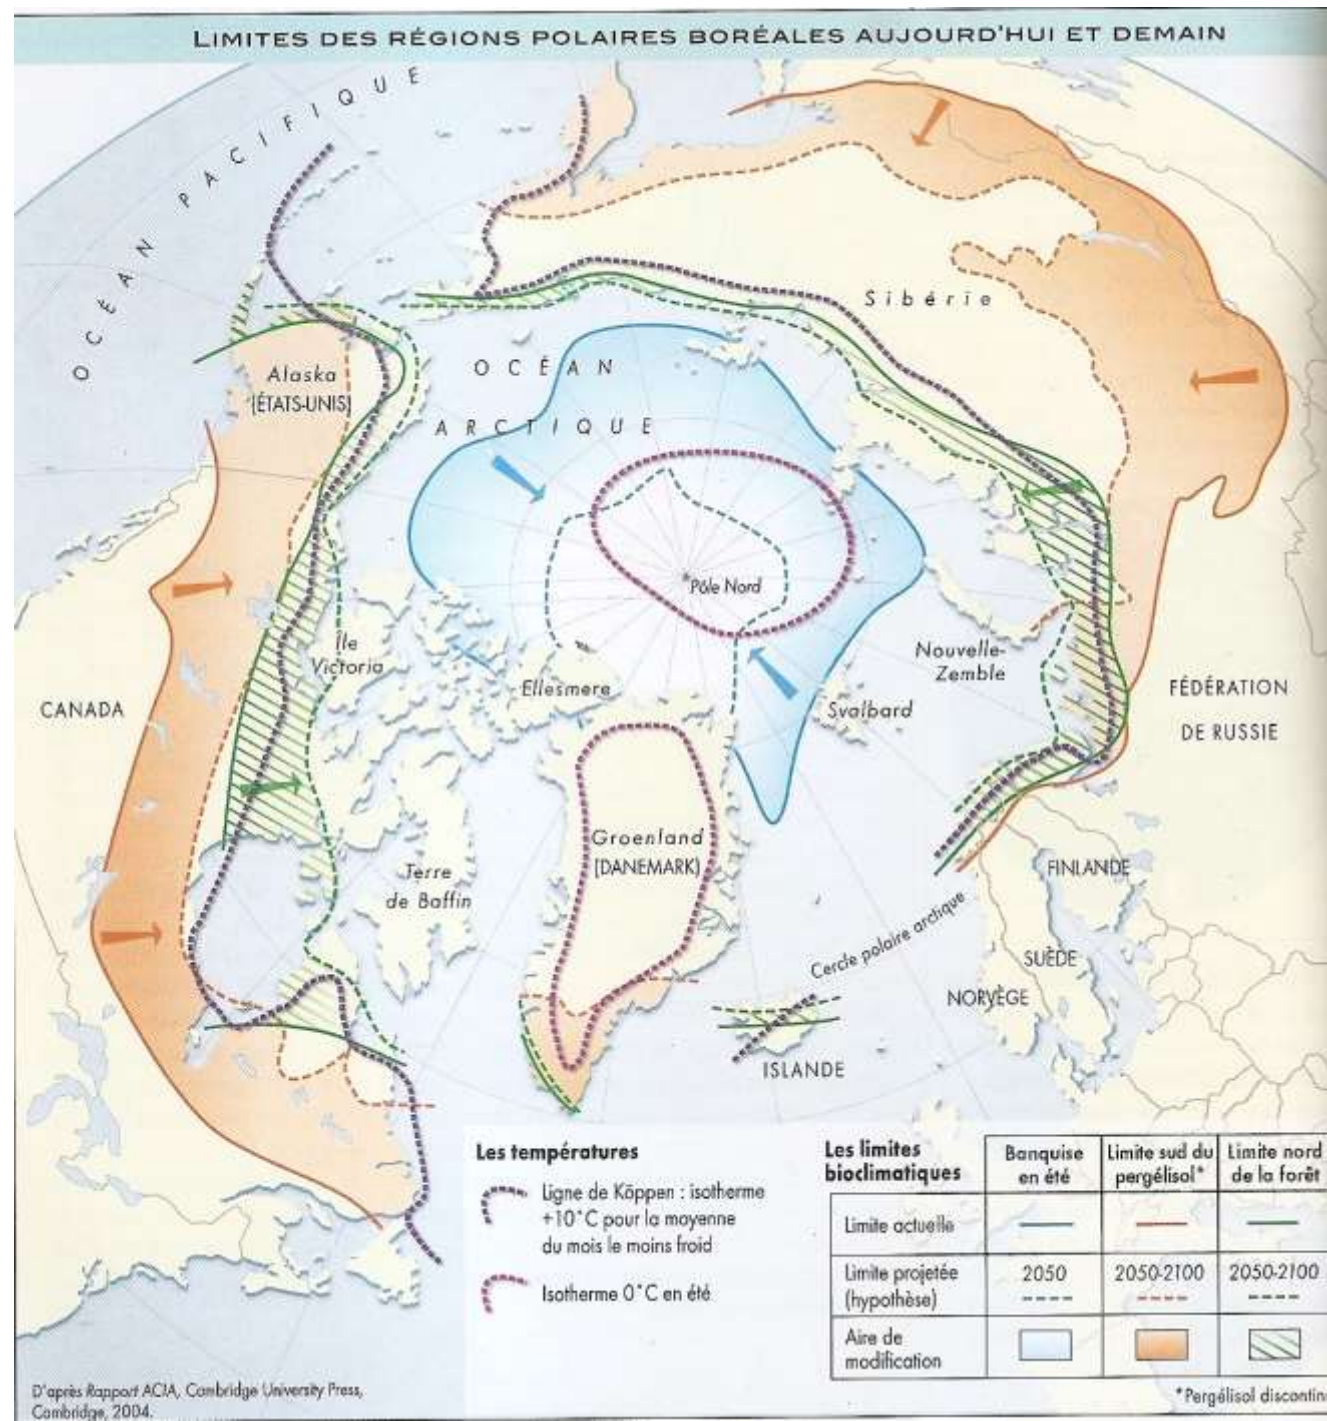 LIMITES DES RÉGIONS POLAIRES BORÉALES AUJOURD'HUI ET DEMAIN
OCÉAN PACIFIQUE
Sibérie
OCÉAN
ARCTIQUE
Alaska
(ÉTATS-UNIS)
Pôle Nord
Île
Victoria
Nouvelle-
Zemble
Ellesmere
Svalbard
CANADA
FÉDÉRATION
DE RUSSIE
Groenland
(DANEMARK)
Terre
de Baffin
FINLANDE
Cercle polaire arctique
SUÈDE
NORVÈGE
ISLANDE
Les températures
Ligne de Köppen : isotherme
+10°C pour la moyenne
du mois le moins froid
Isotherme 0°C en été
Les limites
bioclimatiques
Banquise
en été
Limite sud du
pergélisol*
Limite nord
de la forêt
Limite actuelle
Limite projetée
(hypothèse)
2050
2050-2100
2050-2100
Aire de
modification
D'après Rapport ACIA, Cambridge University Press,
Cambridge, 2004.
*Pergélisol discontin